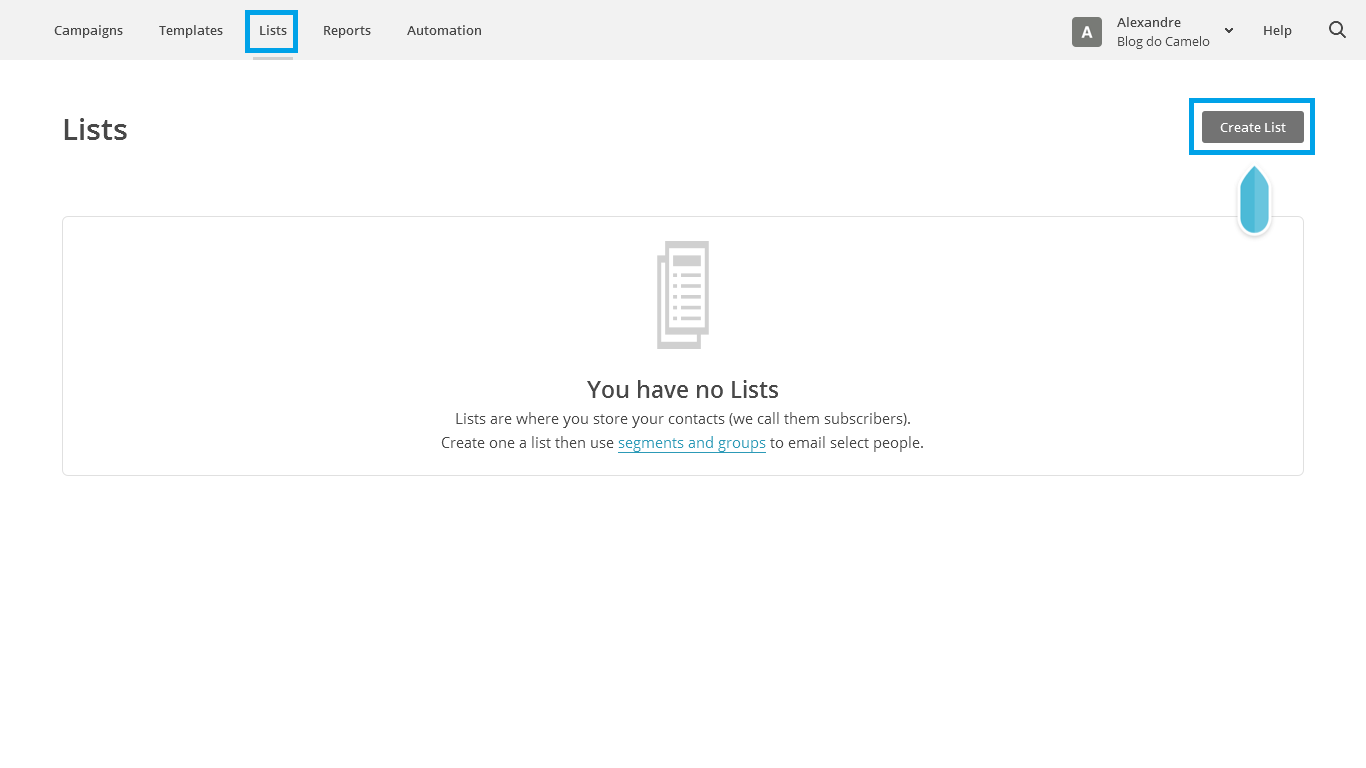 Campaigns Templates Lists Reports Automation
A
Alexandre
Blog do Camelo
Help
Lists
Create List
You have no Lists
Lists are where you store your contacts (we call them subscribers).
Create one a list then use segments and groups to email select people.